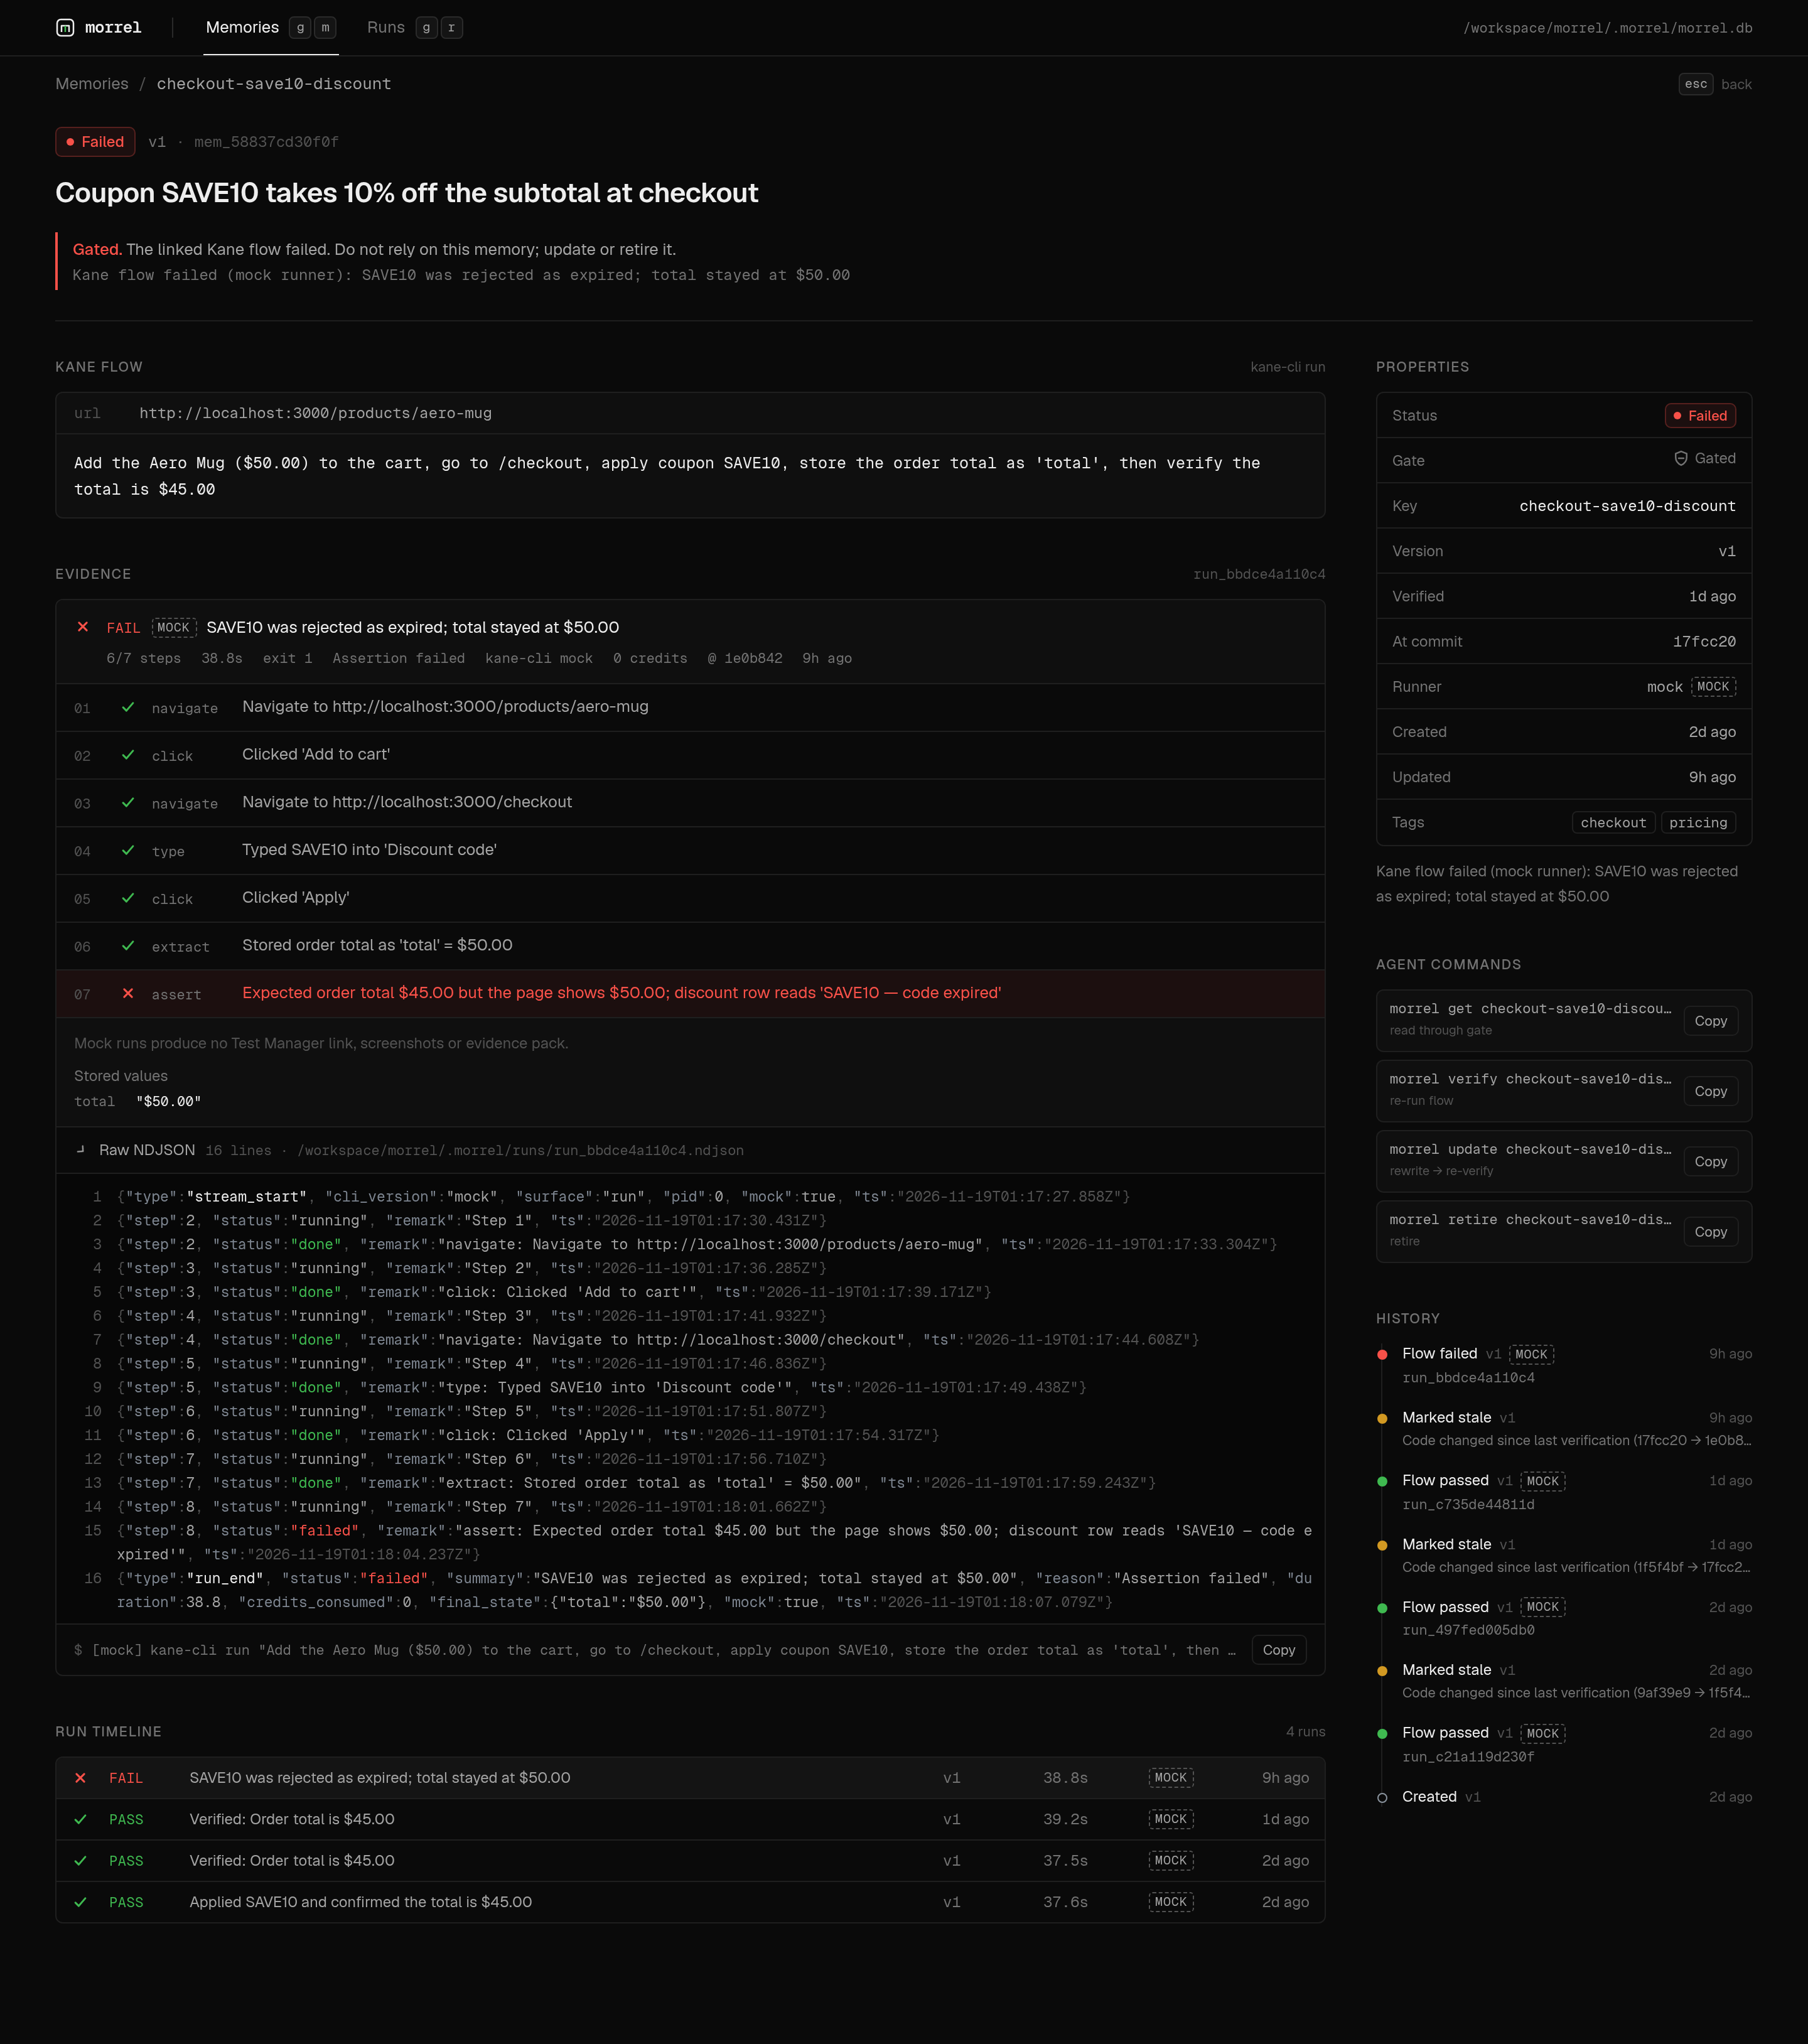 morrel
Memories g m
Runs g r
/workspace/morrel/.morrel/morrel.db
Memories / checkout-save10-discount
esc back
Failed v1 · mem_58837cd30f0f
Coupon SAVE10 takes 10% off the subtotal at checkout
Gated. The linked Kane flow failed. Do not rely on this memory; update or retire it.
Kane flow failed (mock runner): SAVE10 was rejected as expired; total stayed at $50.00
KANE FLOW
kane-cli run
url http://localhost:3000/products/aero-mug
Add the Aero Mug ($50.00) to the cart, go to /checkout, apply coupon SAVE10, store the order total as 'total', then verify the
total is $45.00
EVIDENCE
run_bbdce4a110c4
FAIL MOCK SAVE10 was rejected as expired; total stayed at $50.00
6/7 steps 38.8s exit 1 Assertion failed kane-cli mock 0 credits @ 1e0b842 9h ago
01 navigate Navigate to http://localhost:3000/products/aero-mug
02 click Clicked 'Add to cart'
03 navigate Navigate to http://localhost:3000/checkout
04 type Typed SAVE10 into 'Discount code'
05 click Clicked 'Apply'
06 extract Stored order total as 'total' = $50.00
07 assert Expected order total $45.00 but the page shows $50.00; discount row reads 'SAVE10 — code expired'
Mock runs produce no Test Manager link, screenshots or evidence pack.
Stored values
total "$50.00"
Raw NDJSON 16 lines · /workspace/morrel/.morrel/runs/run_bbdce4a110c4.ndjson
1 {"type":"stream_start", "cli_version":"mock", "surface":"run", "pid":0, "mock":true, "ts":"2026-11-19T01:17:27.858Z"}
2 {"step":2, "status":"running", "remark":"Step 1", "ts":"2026-11-19T01:17:30.431Z"}
3 {"step":2, "status":"done", "remark":"navigate: Navigate to http://localhost:3000/products/aero-mug", "ts":"2026-11-19T01:17:33.304Z"}
4 {"step":3, "status":"running", "remark":"Step 2", "ts":"2026-11-19T01:17:36.285Z"}
5 {"step":3, "status":"done", "remark":"click: Clicked 'Add to cart'", "ts":"2026-11-19T01:17:39.171Z"}
6 {"step":4, "status":"running", "remark":"Step 3", "ts":"2026-11-19T01:17:41.932Z"}
7 {"step":4, "status":"done", "remark":"navigate: Navigate to http://localhost:3000/checkout", "ts":"2026-11-19T01:17:44.608Z"}
8 {"step":5, "status":"running", "remark":"Step 4", "ts":"2026-11-19T01:17:46.836Z"}
9 {"step":5, "status":"done", "remark":"type: Typed SAVE10 into 'Discount code'", "ts":"2026-11-19T01:17:49.438Z"}
10 {"step":6, "status":"running", "remark":"Step 5", "ts":"2026-11-19T01:17:51.807Z"}
11 {"step":6, "status":"done", "remark":"click: Clicked 'Apply'", "ts":"2026-11-19T01:17:54.317Z"}
12 {"step":7, "status":"running", "remark":"Step 6", "ts":"2026-11-19T01:17:56.710Z"}
13 {"step":7, "status":"done", "remark":"extract: Stored order total as 'total' = $50.00", "ts":"2026-11-19T01:17:59.243Z"}
14 {"step":8, "status":"running", "remark":"Step 7", "ts":"2026-11-19T01:18:01.662Z"}
15 {"step":8, "status":"failed", "remark":"assert: Expected order total $45.00 but the page shows $50.00; discount row reads 'SAVE10 — code e
xpired'", "ts":"2026-11-19T01:18:04.237Z"}
16 {"type":"run_end", "status":"failed", "summary":"SAVE10 was rejected as expired; total stayed at $50.00", "reason":"Assertion failed", "du
ration":38.8, "credits_consumed":0, "final_state":{"total":"$50.00"}, "mock":true, "ts":"2026-11-19T01:18:07.079Z"}
$ [mock] kane-cli run "Add the Aero Mug ($50.00) to the cart, go to /checkout, apply coupon SAVE10, store the order total as 'total', then … Copy
RUN TIMELINE
4 runs
FAIL SAVE10 was rejected as expired; total stayed at $50.00 v1 38.8s MOCK 9h ago
PASS Verified: Order total is $45.00 v1 39.2s MOCK 1d ago
PASS Verified: Order total is $45.00 v1 37.5s MOCK 2d ago
PASS Applied SAVE10 and confirmed the total is $45.00 v1 37.6s MOCK 2d ago
PROPERTIES
Status Failed
Gate Gated
Key checkout-save10-discount
Version v1
Verified 1d ago
At commit 17fcc20
Runner mock MOCK
Created 2d ago
Updated 9h ago
Tags checkout pricing
Kane flow failed (mock runner): SAVE10 was rejected
as expired; total stayed at $50.00
AGENT COMMANDS
morrel get checkout-save10-discou… Copy
read through gate
morrel verify checkout-save10-dis… Copy
re-run flow
morrel update checkout-save10-dis… Copy
rewrite → re-verify
morrel retire checkout-save10-dis… Copy
retire
HISTORY
Flow failed v1 MOCK 9h ago
run_bbdce4a110c4
Marked stale v1 9h ago
Code changed since last verification (17fcc20 → 1e0b8…
Flow passed v1 MOCK 1d ago
run_c735de44811d
Marked stale v1 1d ago
Code changed since last verification (1f5f4bf → 17fcc2…
Flow passed v1 MOCK 2d ago
run_497fed005db0
Marked stale v1 2d ago
Code changed since last verification (9af39e9 → 1f5f4…
Flow passed v1 MOCK 2d ago
run_c21a119d230f
Created v1 2d ago